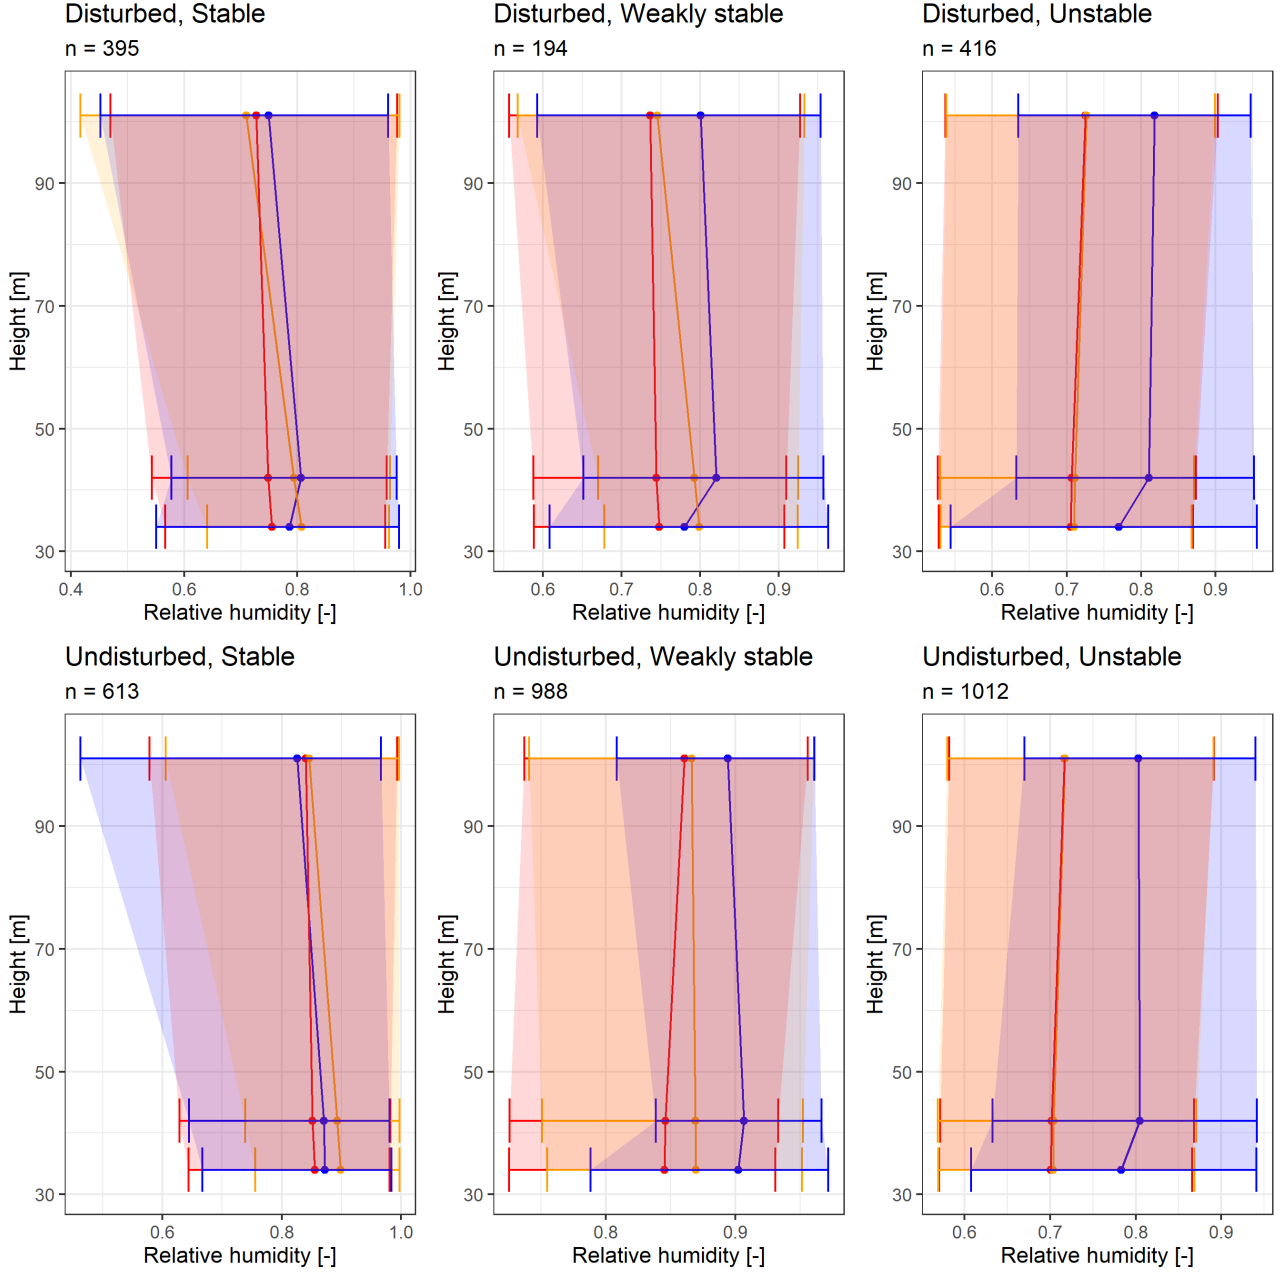 Disturbed, Stable
n = 395
Disturbed, Weakly stable
n = 194
Disturbed, Unstable
n = 416
Height [m]
90
70
50
30
0.4 0.6 0.8 1.0
Relative humidity [-]
Height [m]
90
70
50
30
0.6 0.7 0.8 0.9
Relative humidity [-]
Height [m]
90
70
50
30
0.6 0.7 0.8 0.9
Relative humidity [-]
Undisturbed, Stable
n = 613
Undisturbed, Weakly stable
n = 988
Undisturbed, Unstable
n = 1012
Height [m]
90
70
50
30
0.6 0.8 1.0
Relative humidity [-]
Height [m]
90
70
50
30
0.8 0.9
Relative humidity [-]
Height [m]
90
70
50
30
0.6 0.7 0.8 0.9
Relative humidity [-]